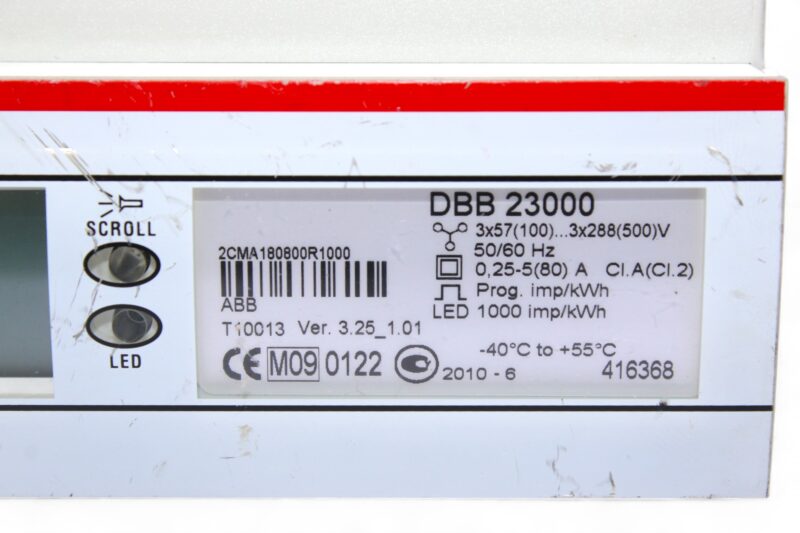 SCROLL
LED
DBB 23000
2CMA180800R1000
ABB
T10013 Ver. 3.25_1.01
3x57(100)...3x288(500)V
50/60 Hz
0,25-5(80) A Cl.A(Cl.2)
Prog. imp/kWh
LED 1000 imp/kWh
-40°C to +55°C
CE M09 0122 2010 - 6 416368